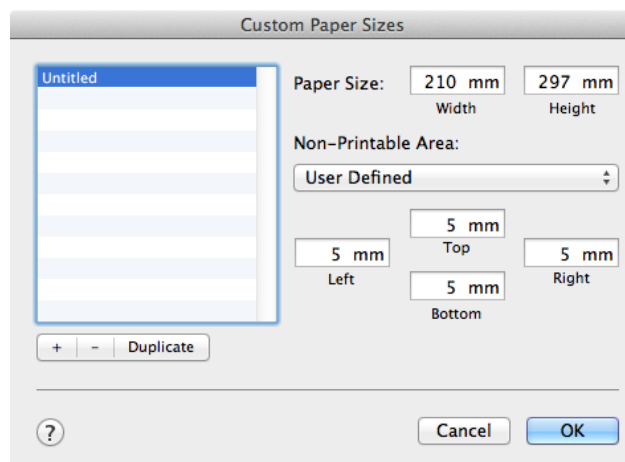 Custom Paper Sizes
Untitled
Paper Size: 210 mm 297 mm
Width Height
Non-Printable Area:
User Defined
5 mm
Top
5 mm 5 mm
Left Right
5 mm
Bottom
+ - Duplicate
? Cancel OK